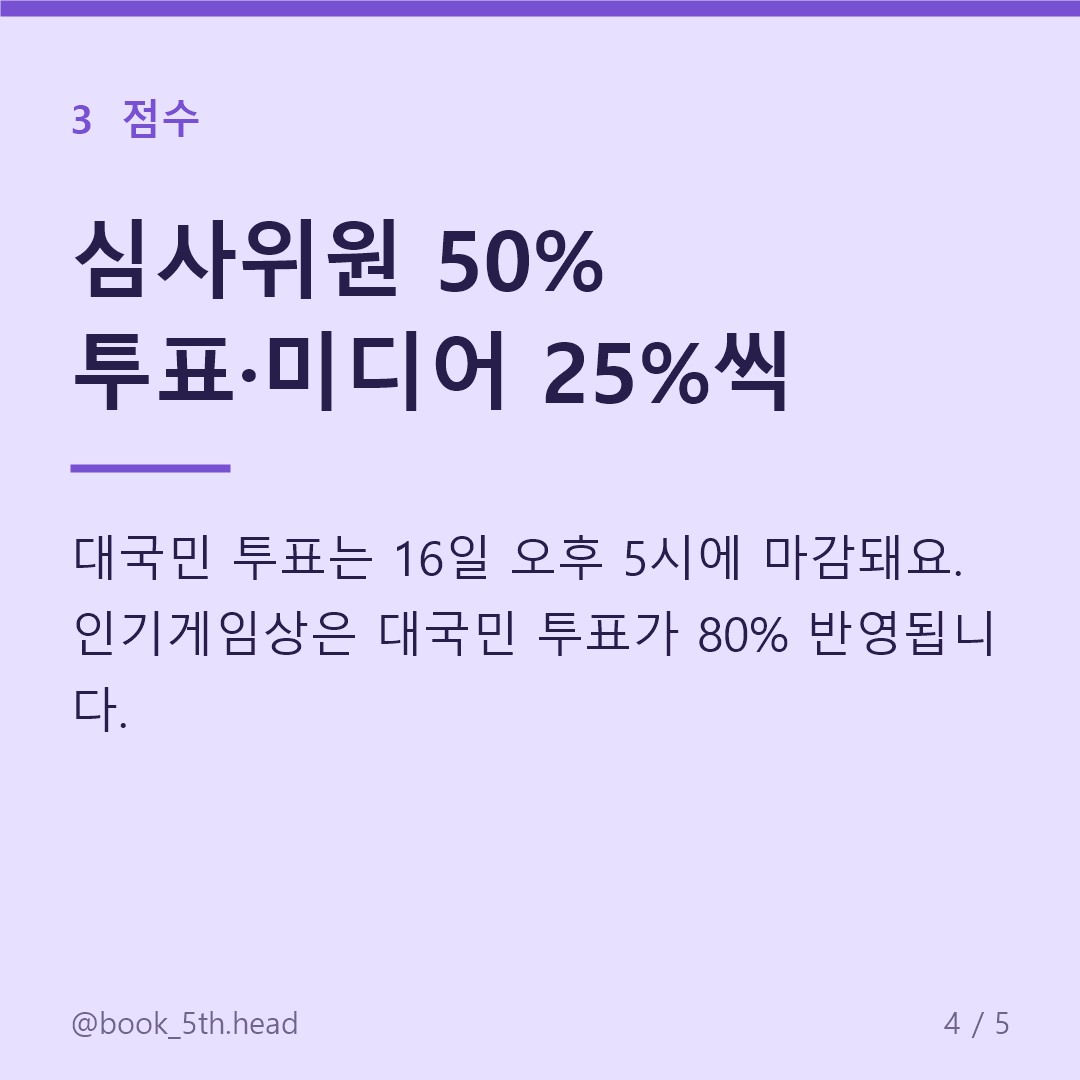 3 점수
심사위원 50%
투표·미디어 25%씩
대국민 투표는 16일 오후 5시에 마감돼요.
인기게임상은 대국민 투표가 80% 반영됩니
다.
@book_5th.head
4 / 5